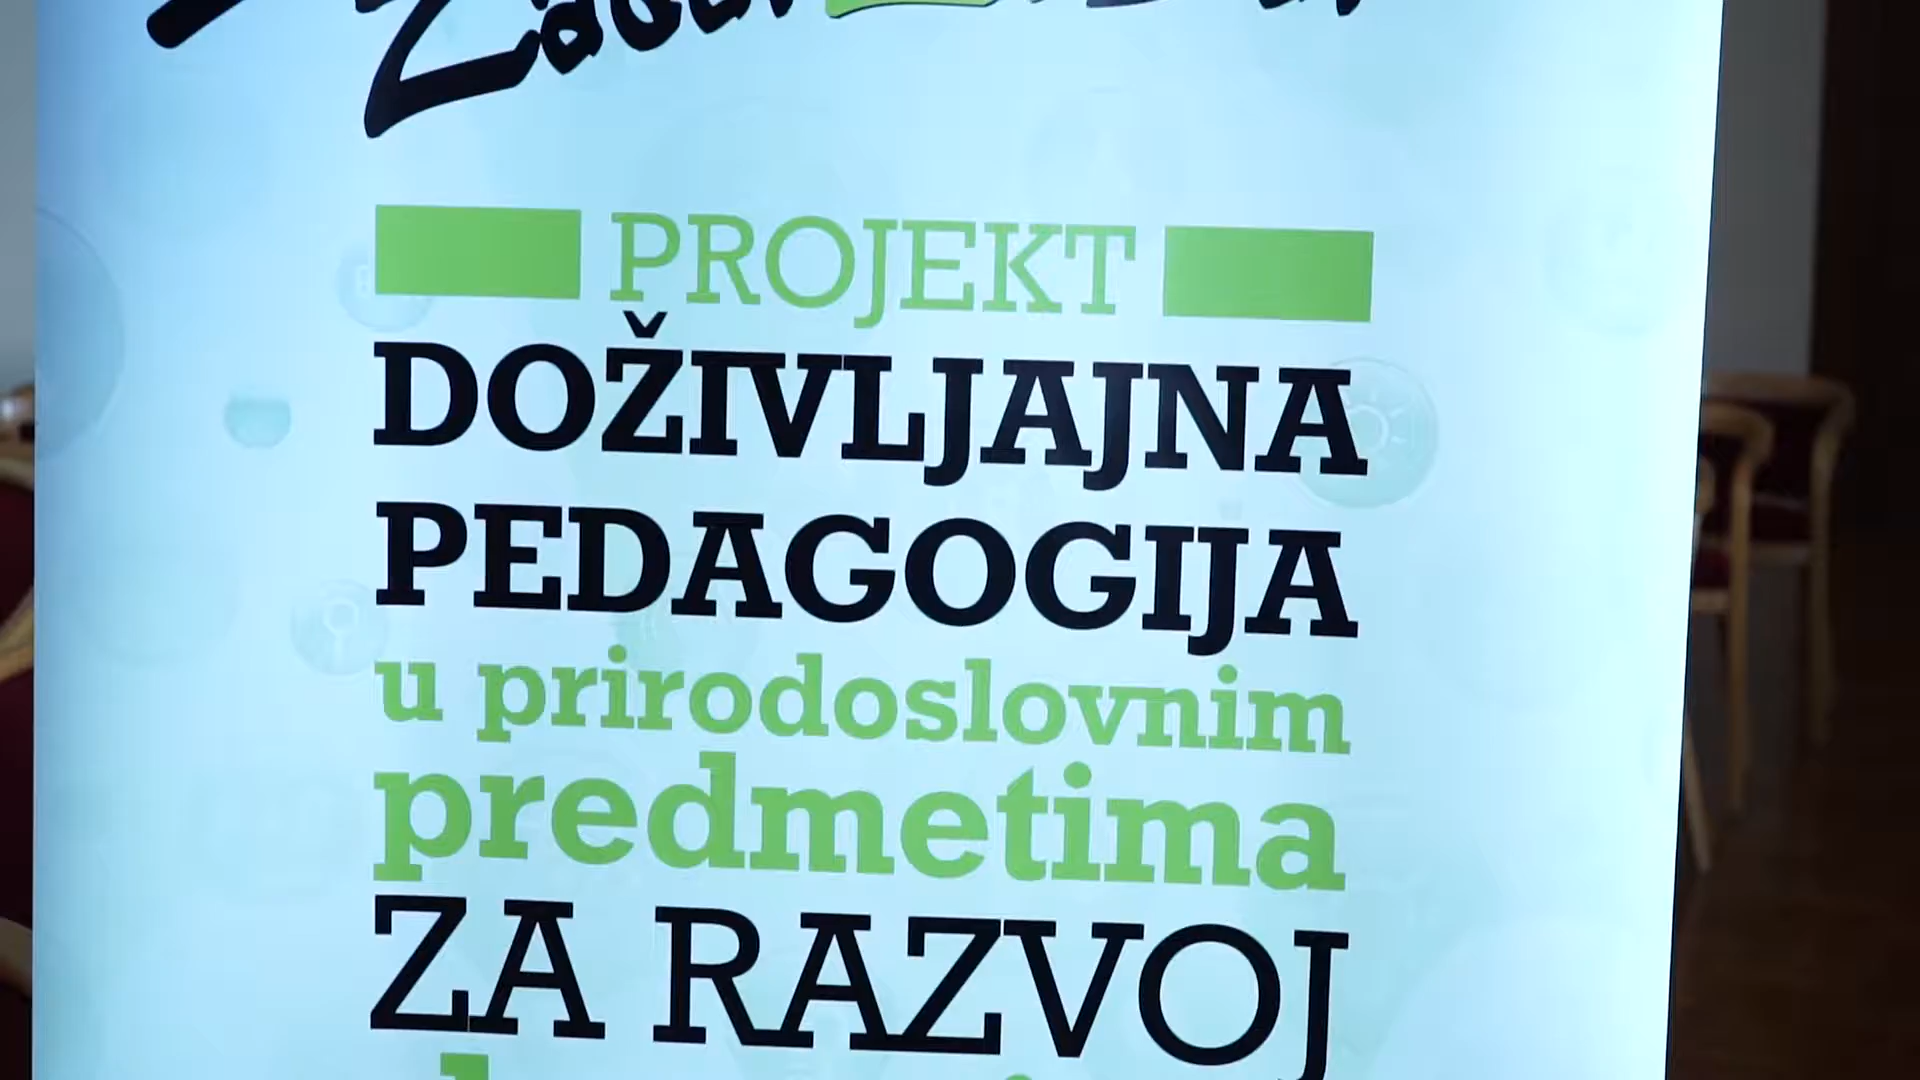 PROJEKT
DOŽIVLJAJNA
PEDAGOGIJA
u prirodoslovnim
predmetima
ZA RAZVOJ